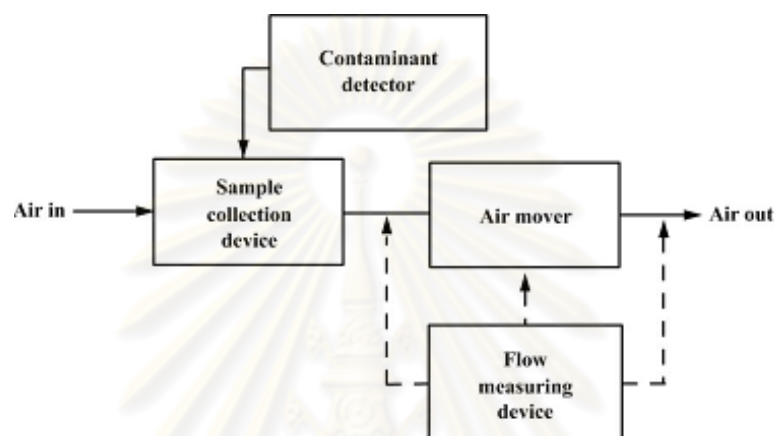 Contaminant
detector
Air in
Sample
collection
device
Air mover
Air out
Flow
measuring
device